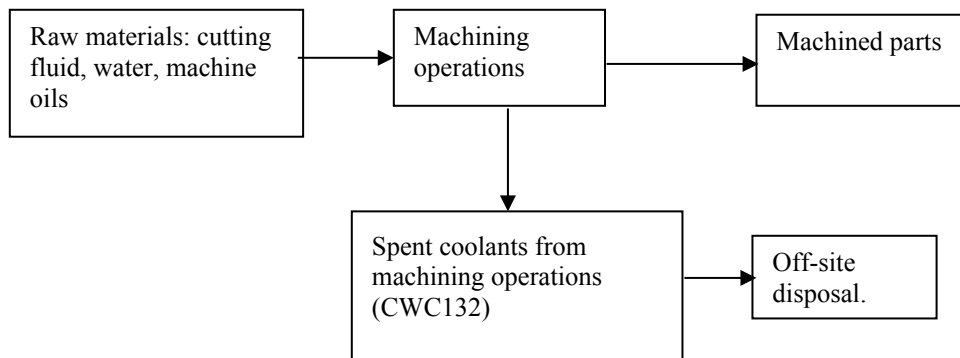 Raw materials: cutting
fluid, water, machine
oils
Machining
operations
Machined parts
Spent coolants from
machining operations
(CWC132)
Off-site
disposal.